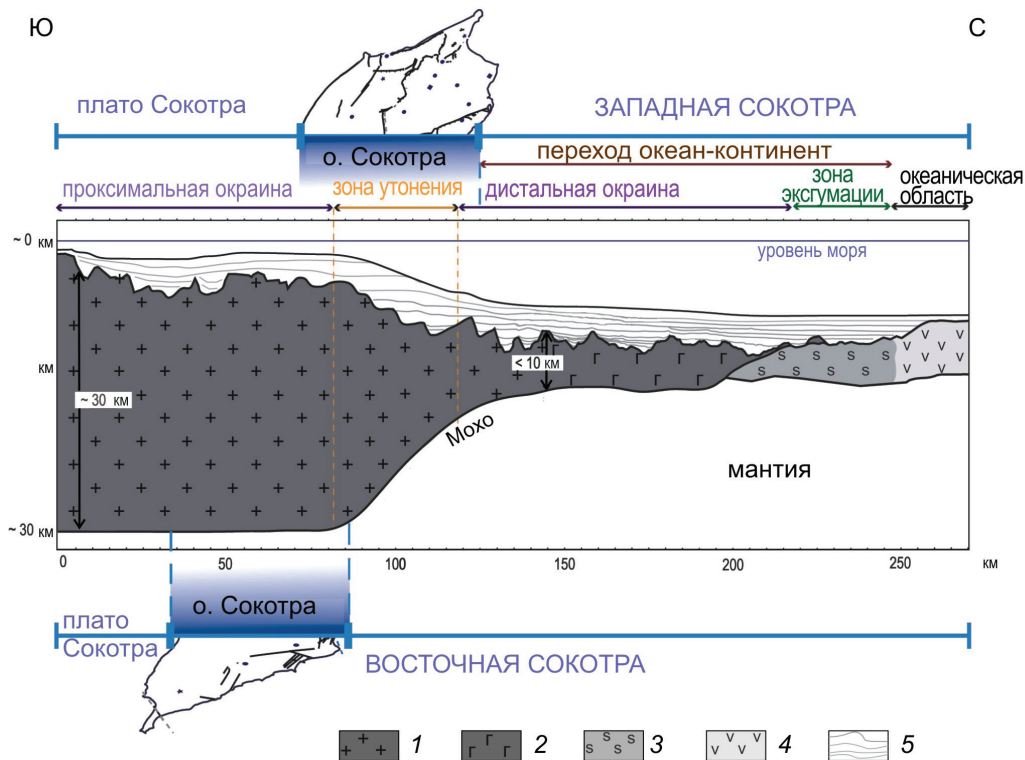 Ю
С
плато Сокотра
ЗАПАДНАЯ СОКОТРА
о. Сокотра
переход океан-континент
проксимальная окраина
зона утонения
дистальная окраина
зона
эксгумации
океаническая
область
~ 0 км
уровень моря
км
< 10 км
~ 30 км
Мохо
мантия
~ 30 км
0 50 100 150 200 250 км
о. Сокотра
плато
Сокотра
ВОСТОЧНАЯ СОКОТРА
1 2 3 4 5